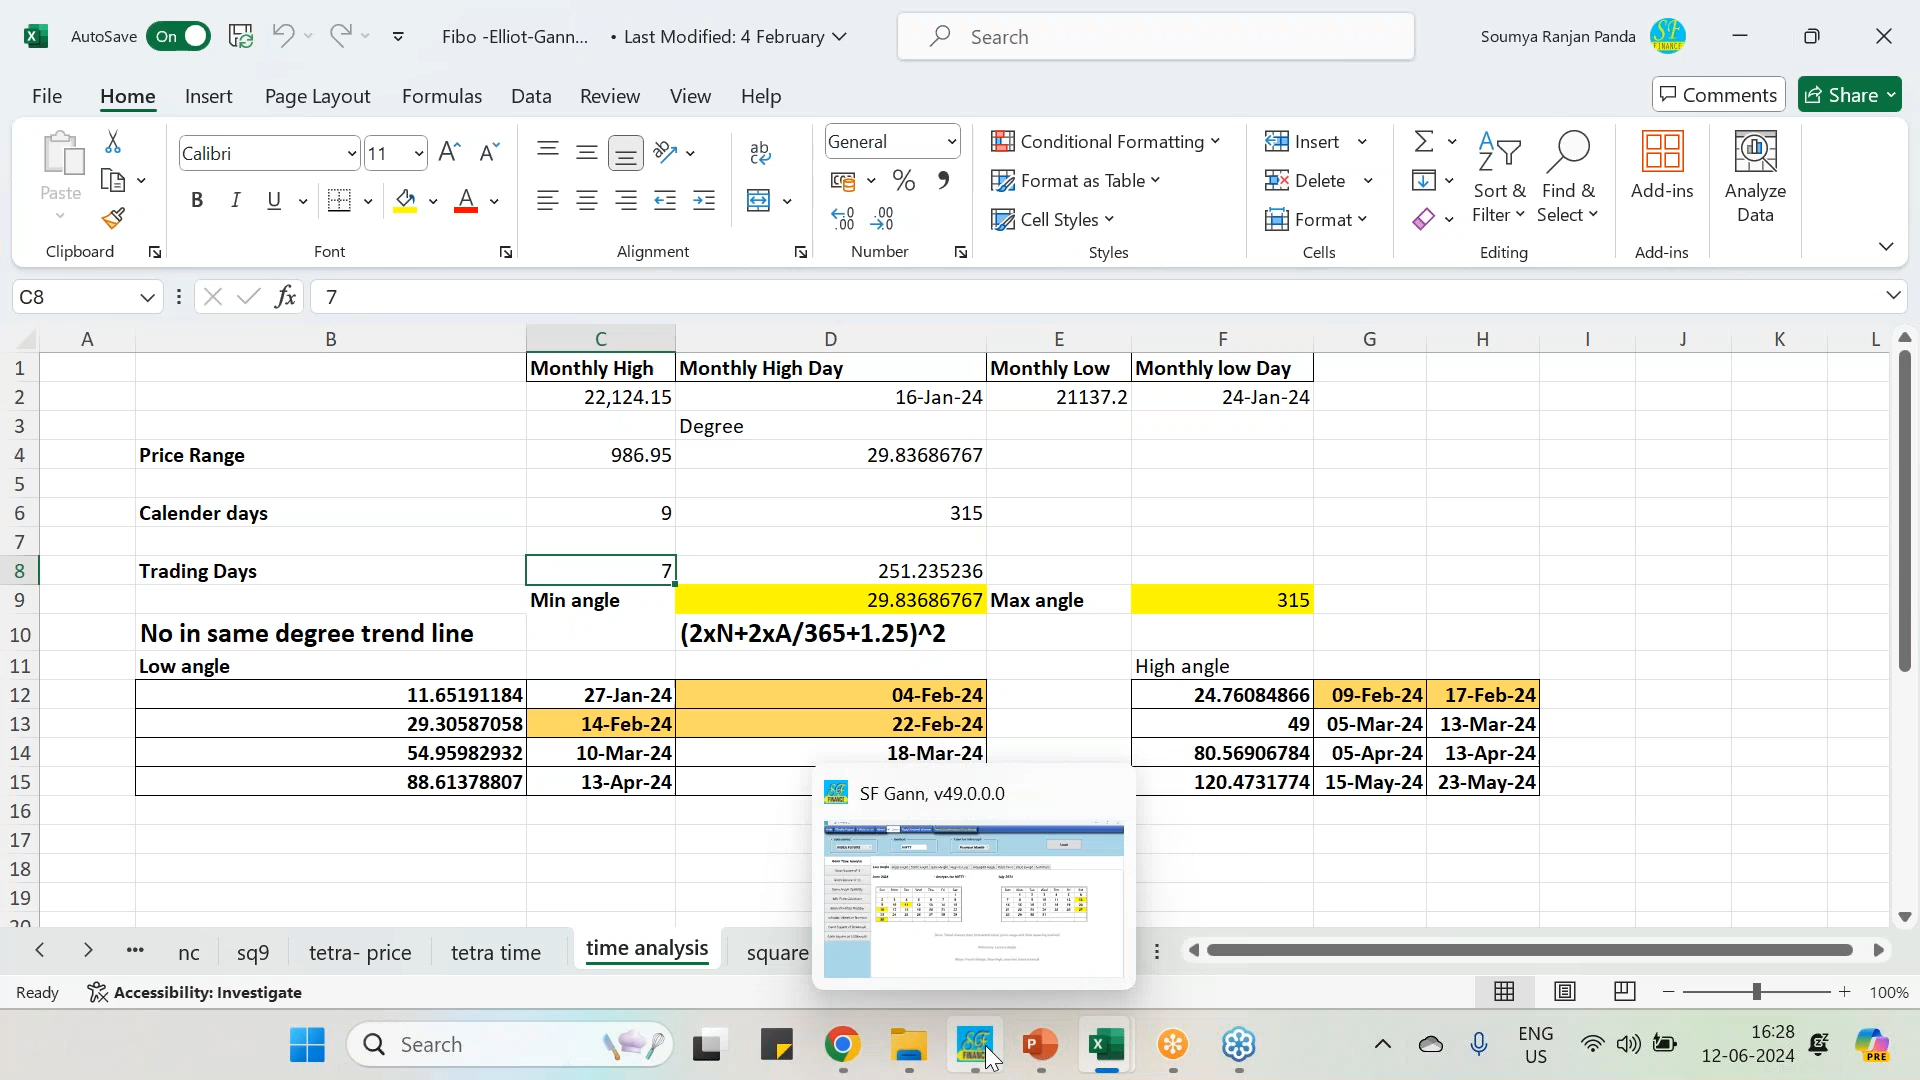 AutoSave On Fibo -Elliot-Gann... • Last Modified: 4 February Search Soumya Ranjan Panda
File Home Insert Page Layout Formulas Data Review View Help Comments Share
Paste Calibri 11 General Conditional Formatting Format as Table Cell Styles Insert Delete Format Sort & Filter Find & Select Add-ins Analyze Data
Clipboard Font Alignment Number Styles Cells Editing Add-ins
C8 fx 7
A B C D E F G H I J K L
1 Monthly High Monthly High Day Monthly Low Monthly low Day
2 22,124.15 16-Jan-24 21137.2 24-Jan-24
3 Degree
4 Price Range 986.95 29.83686767
5
6 Calender days 9 315
7
8 Trading Days 7 251.235236
9 Min angle 29.83686767 Max angle 315
10 No in same degree trend line (2xN+2xA/365+1.25)^2
11 Low angle High angle
12 11.65191184 27-Jan-24 04-Feb-24 24.76084866 09-Feb-24 17-Feb-24
13 29.30587058 14-Feb-24 22-Feb-24 49 05-Mar-24 13-Mar-24
14 54.95982932 10-Mar-24 18-Mar-24 80.56906784 05-Apr-24 13-Apr-24
15 88.61378807 13-Apr-24 120.4731774 15-May-24 23-May-24
16
17
18
19
20
SF Gann, v49.0.0.0
nc sq9 tetra- price tetra time time analysis square
Ready Accessibility: Investigate 100%
Search ENG US 16:28 12-06-2024